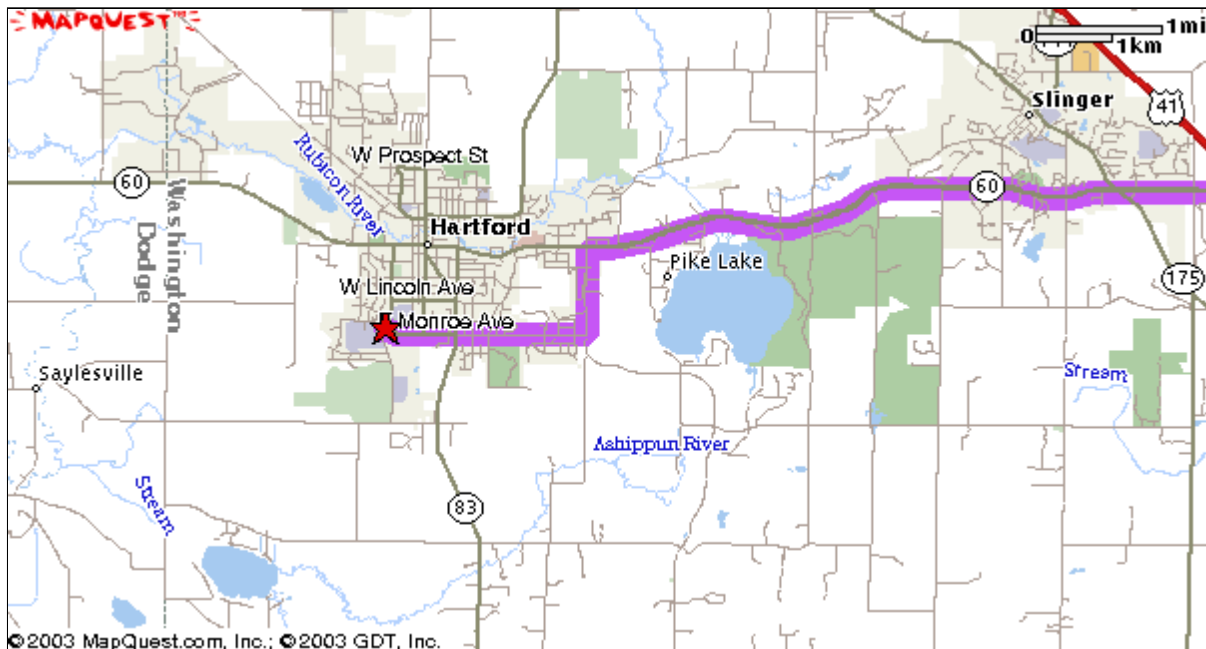 MAPQUEST
0
1mi
1km
41
Slinger
W Prospect St
Rubicon River
60
Washington
Dodge
60
Hartford
Pike Lake
W Lincoln Ave
175
Monroe Ave
Saylesville
Stream
Ashippun River
Stream
83
©2003 MapQuest.com, Inc.; ©2003 GDT, Inc.